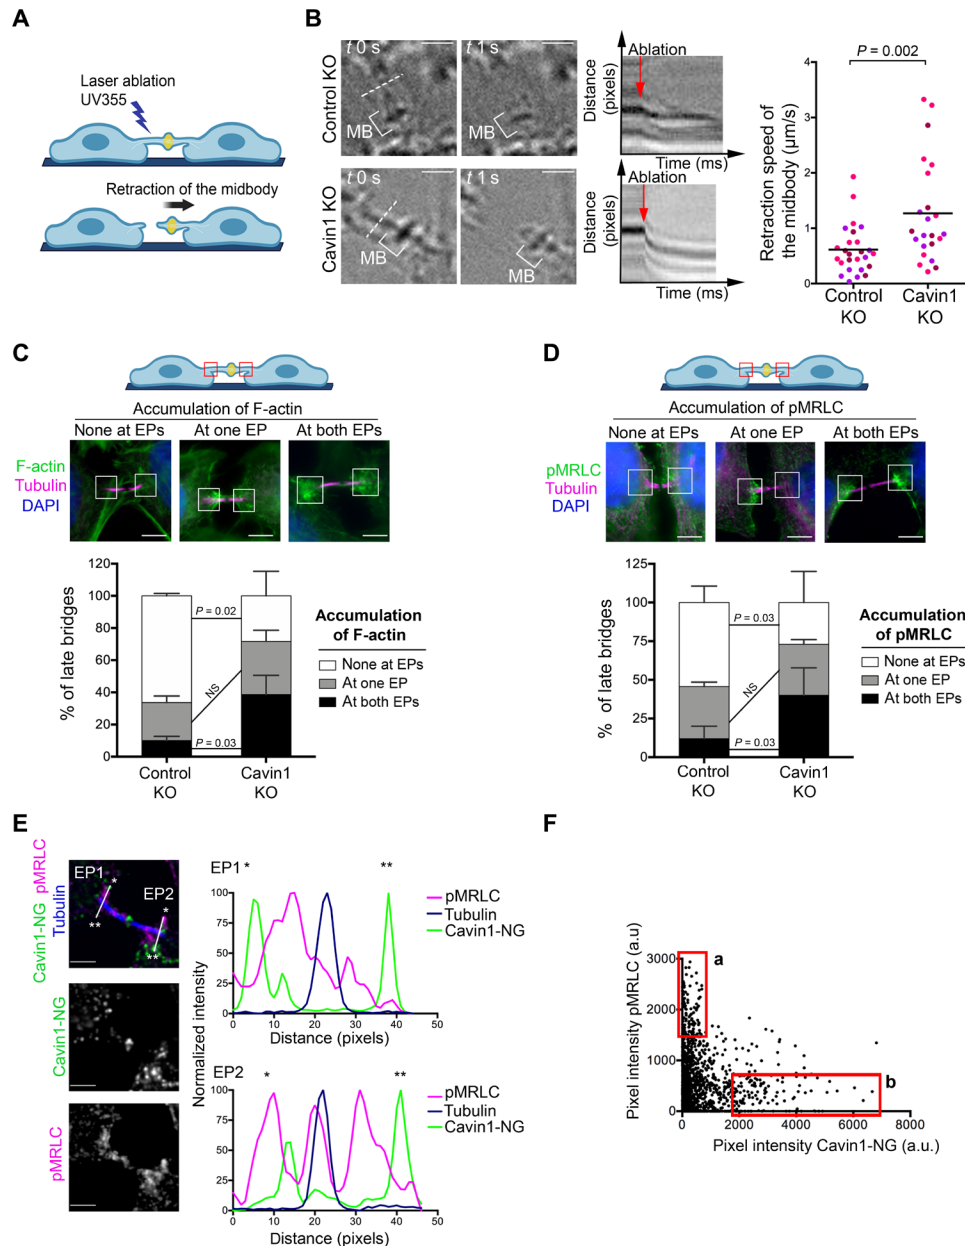 A
Laser ablation
UV355
Retraction of the midbody
B
Control KO
t 0 s
MB
t 1 s
MB
Cavin1 KO
t 0 s
MB
t 1 s
MB
Distance
(pixels)
Ablation
Time (ms)
Distance
(pixels)
Ablation
Time (ms)
P = 0.002
Retraction speed of
the midbody (µm/s)
4
3
2
1
0
Control
KO
Cavin1
KO
C
Accumulation of F-actin
None at EPs
At one EP
At both EPs
F-actin
Tubulin
DAPI
% of late bridges
120
100
80
60
40
20
0
P = 0.02
NS
P = 0.03
Control
KO
Cavin1
KO
Accumulation
of F-actin
None at EPs
At one EP
At both EPs
D
Accumulation of pMRLC
None at EPs
At one EP
At both EPs
pMRLC
Tubulin
DAPI
% of late bridges
125
100
75
50
25
0
P = 0.03
NS
P = 0.03
Control
KO
Cavin1
KO
Accumulation
of pMRLC
None at EPs
At one EP
At both EPs
E
Cavin1-NG pMRLC
Tubulin
EP1
*
**
EP2
*
**
Cavin1-NG
pMRLC
Normalized intensity
EP1 * **
100
75
50
25
0
0 10 20 30 40 50
Distance (pixels)
pMRLC
Tubulin
Cavin1-NG
EP2
* **
100
75
50
25
0
0 10 20 30 40 50
Distance (pixels)
pMRLC
Tubulin
Cavin1-NG
F
Pixel intensity pMRLC (a.u)
3000
2000
1000
0
a
b
0 2000 4000 6000 8000
Pixel intensity Cavin1-NG (a.u.)